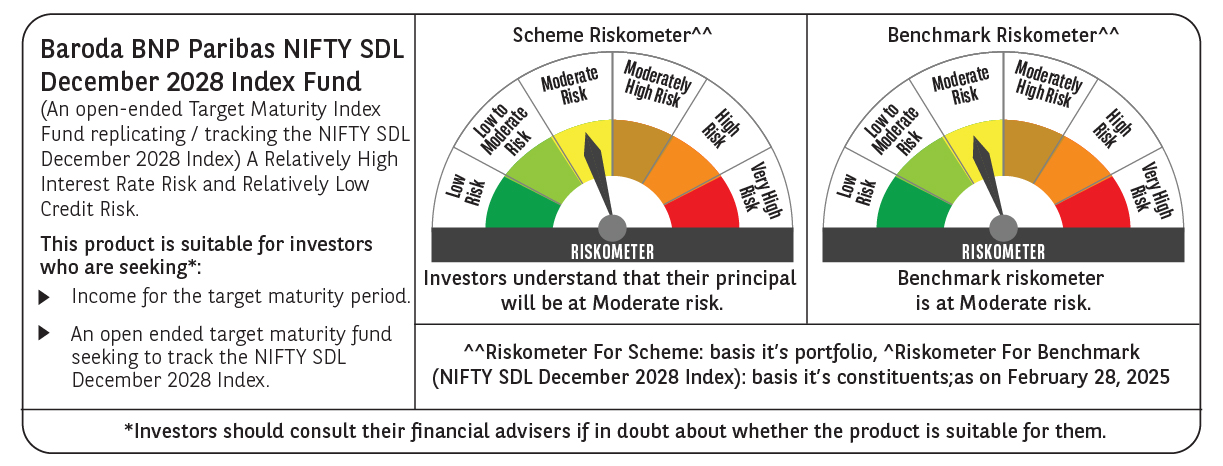 Baroda BNP Paribas NIFTY SDL
December 2028 Index Fund
(An open-ended Target Maturity Index
Fund replicating / tracking the NIFTY SDL
December 2028 Index) A Relatively High
Interest Rate Risk and Relatively Low
Credit Risk.
This product is suitable for investors
who are seeking*:
Income for the target maturity period.
An open ended target maturity fund
seeking to track the NIFTY SDL
December 2028 Index.
Scheme Riskometer^^
Low
Risk
Low to
Moderate
Risk
Moderate
Risk
Moderately
High Risk
High
Risk
Very High
Risk
RISKOMETER
Investors understand that their principal
will be at Moderate risk.
Benchmark Riskometer^^
Low
Risk
Low to
Moderate
Risk
Moderate
Risk
Moderately
High Risk
High
Risk
Very High
Risk
RISKOMETER
Benchmark riskometer
is at Moderate risk.
^^Riskometer For Scheme: basis it's portfolio, ^Riskometer For Benchmark
(NIFTY SDL December 2028 Index): basis it's constituents;as on February 28, 2025
*Investors should consult their financial advisers if in doubt about whether the product is suitable for them.